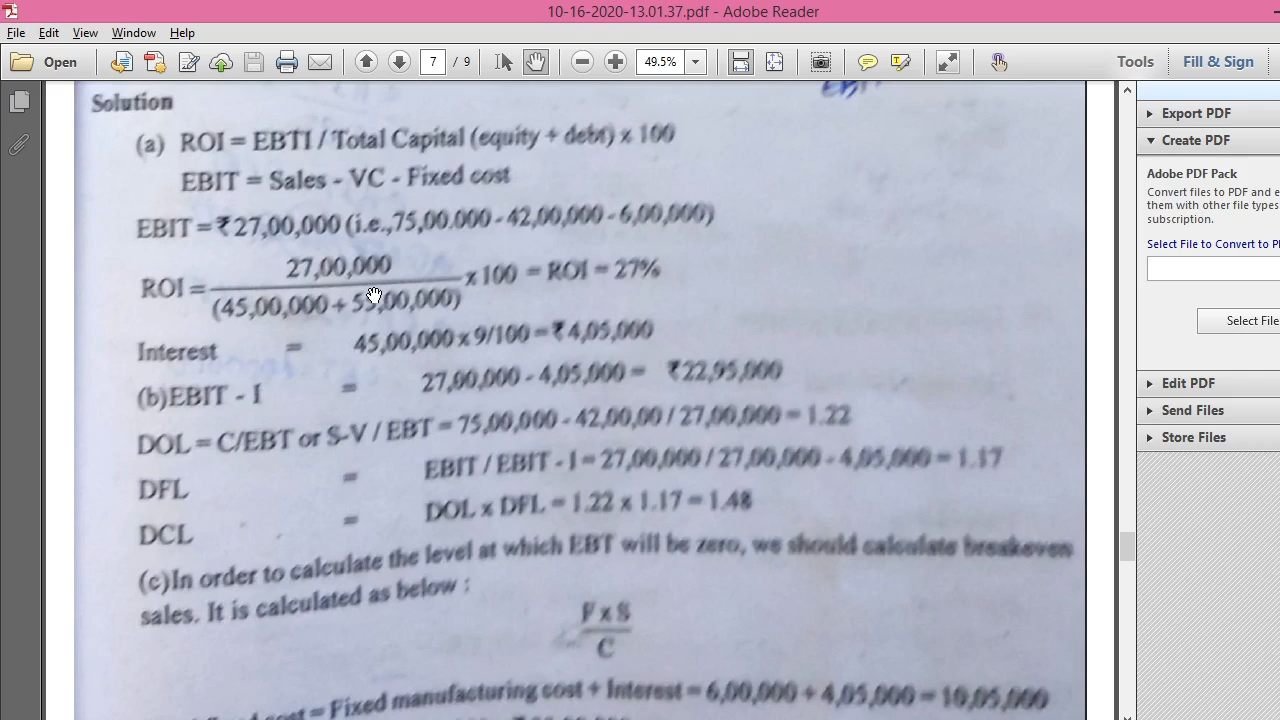 10-16-2020-13.01.37.pdf - Adobe Reader
File Edit View Window Help
Open 7 / 9 49.5% Tools Fill & Sign
Solution
(a) ROI = EBTI / Total Capital (equity + debt) x 100
EBIT = Sales - VC - Fixed cost
EBIT = ₹ 27,00,000 (i.e.,75,00.000 - 42,00,000 - 6,00,000)
27,00,000
ROI = x 100 = ROI = 27%
(45,00,000 + 55,00,000)
Interest = 45,00,000 x 9/100 = ₹ 4,05,000
(b)EBIT - I = 27,00,000 - 4,05,000 = ₹22,95,000
DOL = C/EBT or S-V / EBT = 75,00,000 - 42,00,00 / 27,00,000 = 1.22
DFL = EBIT / EBIT - I = 27,00,000 / 27,00,000 - 4,05,000 = 1.17
DCL = DOL x DFL = 1.22 x 1.17 = 1.48
(c)In order to calculate the level at which EBT will be zero, we should calculate breakeven
sales. It is calculated as below :
F x S
C
cost = Fixed manufacturing cost + Interest = 6,00,000 + 4,05,000 = 10,05,000
Export PDF
Create PDF
Adobe PDF Pack
Convert files to PDF and e
them with other file types
subscription.
Select File to Convert to P
Select File
Edit PDF
Send Files
Store Files